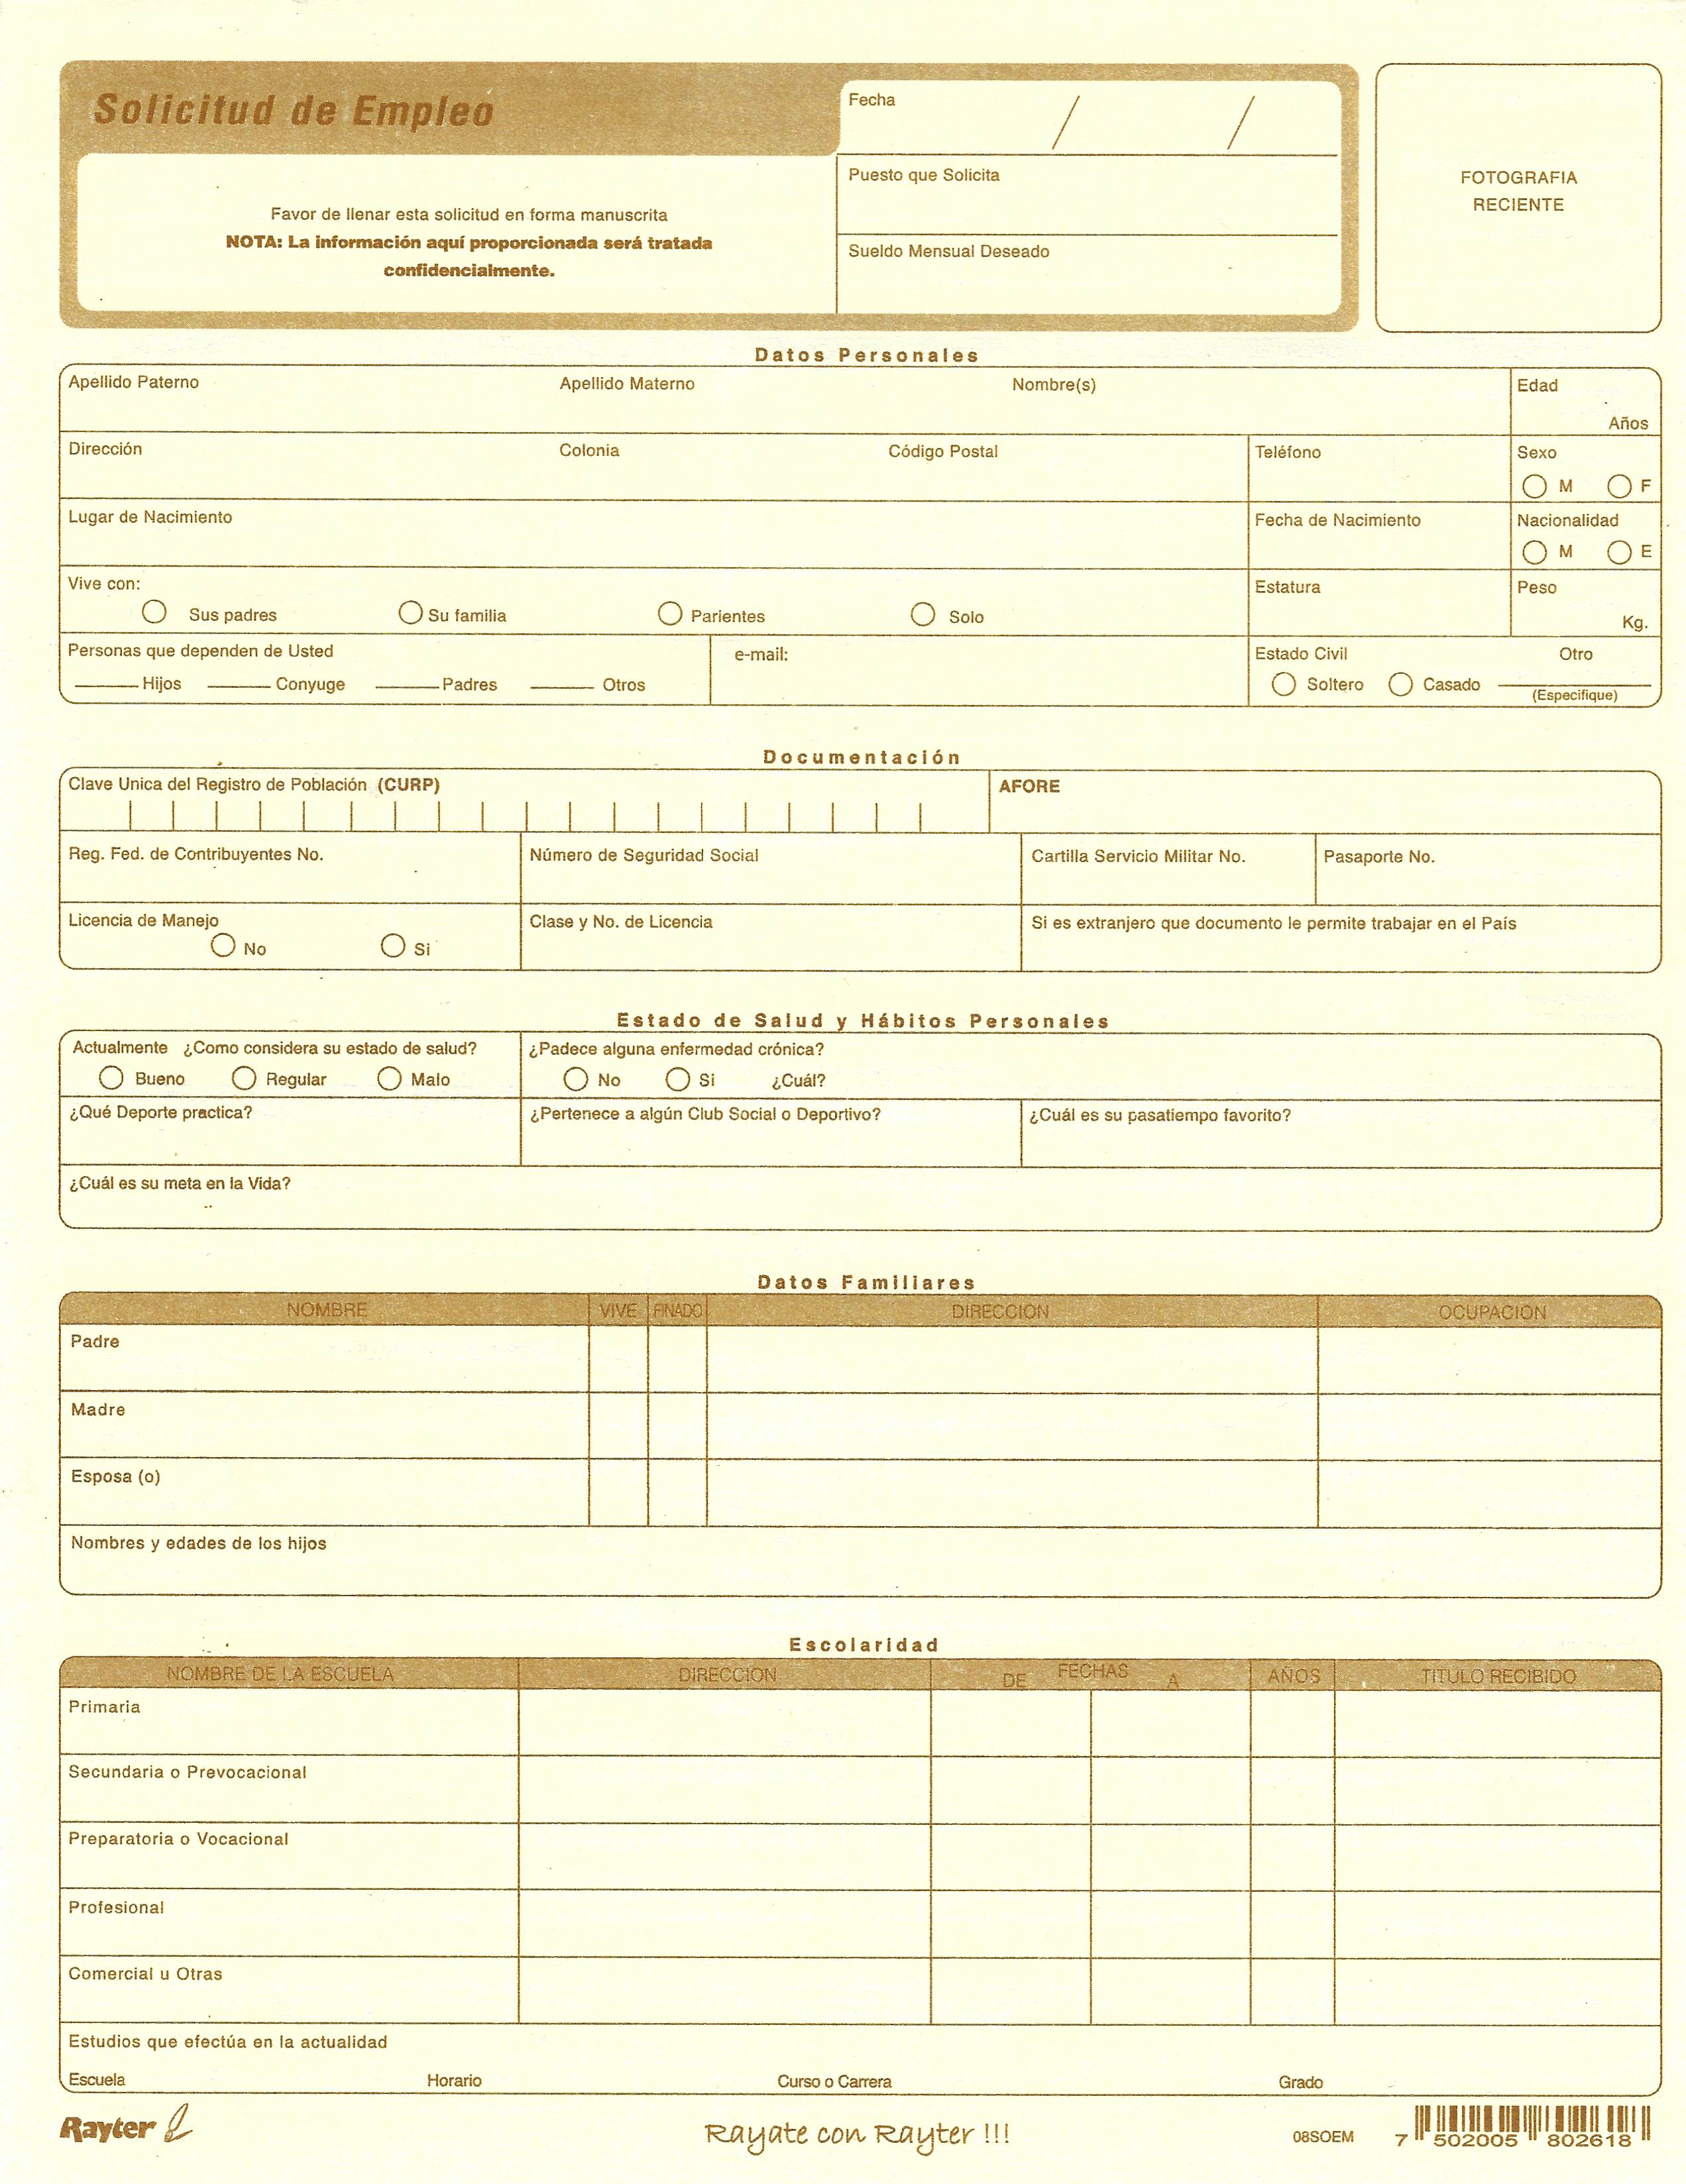 Solicitud de Empleo
Favor de llenar esta solicitud en forma manuscrita
NOTA: La información aquí proporcionada será tratada
confidencialmente.
Fecha / /
Puesto que Solicita
Sueldo Mensual Deseado
FOTOGRAFIA
RECIENTE
Datos Personales
Apellido Paterno Apellido Materno Nombre(s) Edad
Años
Dirección Colonia Código Postal Teléfono Sexo
M F
Lugar de Nacimiento Fecha de Nacimiento Nacionalidad
M E
Vive con: Estatura Peso
Sus padres Su familia Parientes Solo Kg.
Personas que dependen de Usted e-mail: Estado Civil Otro
Hijos Conyuge Padres Otros Soltero Casado
(Especifique)
Documentación
Clave Unica del Registro de Población (CURP) AFORE
Reg. Fed. de Contribuyentes No. Número de Seguridad Social Cartilla Servicio Militar No. Pasaporte No.
Licencia de Manejo Clase y No. de Licencia Si es extranjero que documento le permite trabajar en el País
No Si
Estado de Salud y Hábitos Personales
Actualmente ¿Como considera su estado de salud? ¿Padece alguna enfermedad crónica?
Bueno Regular Malo No Si ¿Cuál?
¿Qué Deporte practica? ¿Pertenece a algún Club Social o Deportivo? ¿Cuál es su pasatiempo favorito?
¿Cuál es su meta en la Vida?
Datos Familiares
NOMBRE VIVE FINADO DIRECCION OCUPACION
Padre
Madre
Esposa (o)
Nombres y edades de los hijos
Escolaridad
NOMBRE DE LA ESCUELA DIRECCION DE FECHAS A AÑOS TITULO RECIBIDO
Primaria
Secundaria o Prevocacional
Preparatoria o Vocacional
Profesional
Comercial u Otras
Estudios que efectúa en la actualidad
Escuela Horario Curso o Carrera Grado
Rayter Rayate con Rayter !!! 08SOEM 7 502005 802618